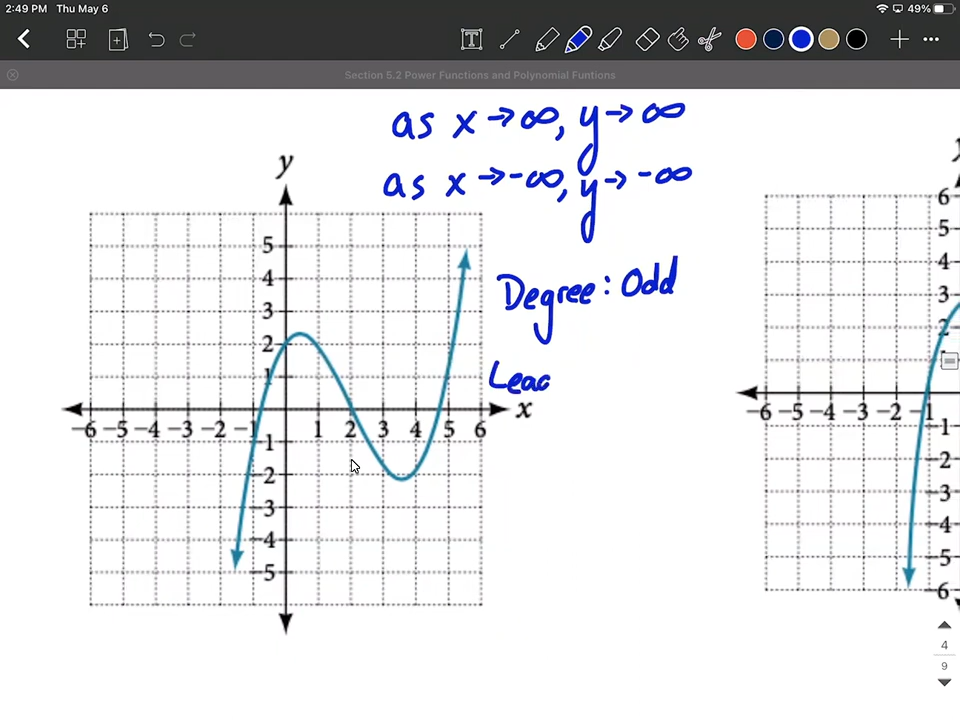 2:49 PM Thu May 6
49%
Section 5.2 Power Functions and Polynomial Funtions
as x→∞, y→∞
as x→-∞, y→-∞
Degree: Odd
Leac
y
5
4
3
2
1
-6 -5 -4 -3 -2 -1 1 2 3 4 5 6 x
-1
-2
-3
-4
-5
6
5
4
3
2
-6 -5 -4 -3 -2 -1
-1
-2
-3
-4
-5
-6
4
9